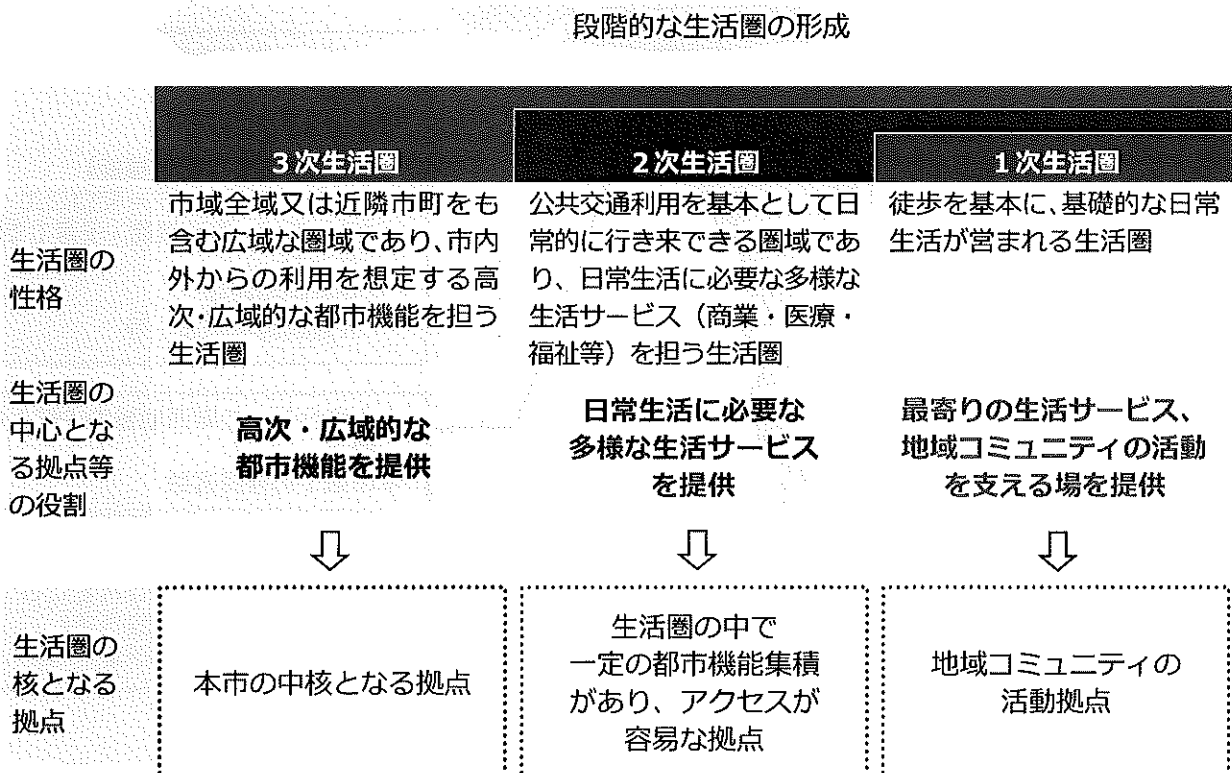 段階的な生活圏の形成
3次生活圏
2次生活圏
1次生活圏
生活圏の
性格
市域全域又は近隣市町をも
含む広域な圏域であり、市内
外からの利用を想定する高
次・広域的な都市機能を担う
生活圏
公共交通利用を基本として日
常的に行き来できる圏域であ
り、日常生活に必要な多様な
生活サービス（商業・医療・
福祉等）を担う生活圏
徒歩を基本に、基礎的な日常
生活が営まれる生活圏
生活圏の
中心とな
る拠点等
の役割
高次・広域的な
都市機能を提供
日常生活に必要な
多様な生活サービス
を提供
最寄りの生活サービス、
地域コミュニティの活動
を支える場を提供
生活圏の
核となる
拠点
本市の中核となる拠点
生活圏の中で
一定の都市機能集積
があり、アクセスが
容易な拠点
地域コミュニティの
活動拠点